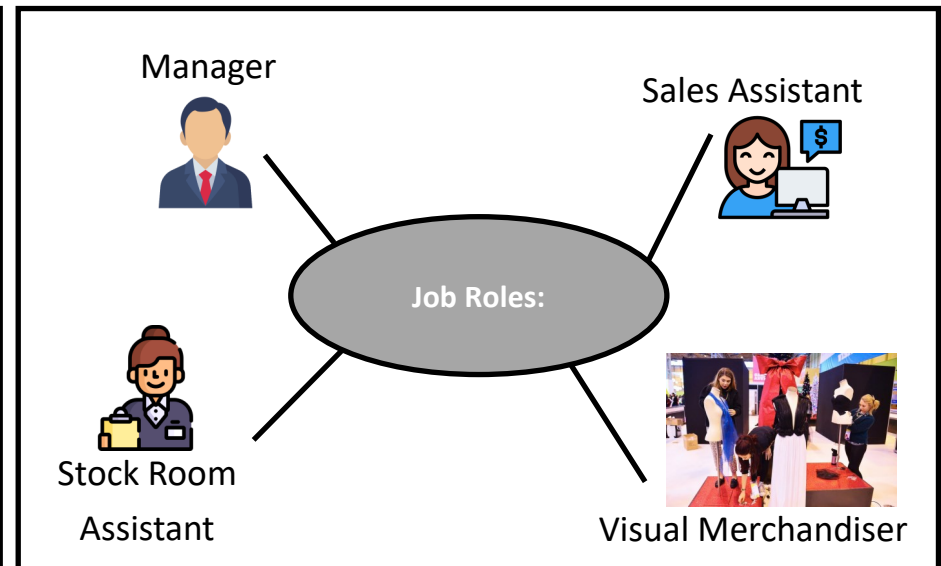 Manager
Sales Assistant
$
Job Roles:
Stock Room
Assistant
Visual Merchandiser